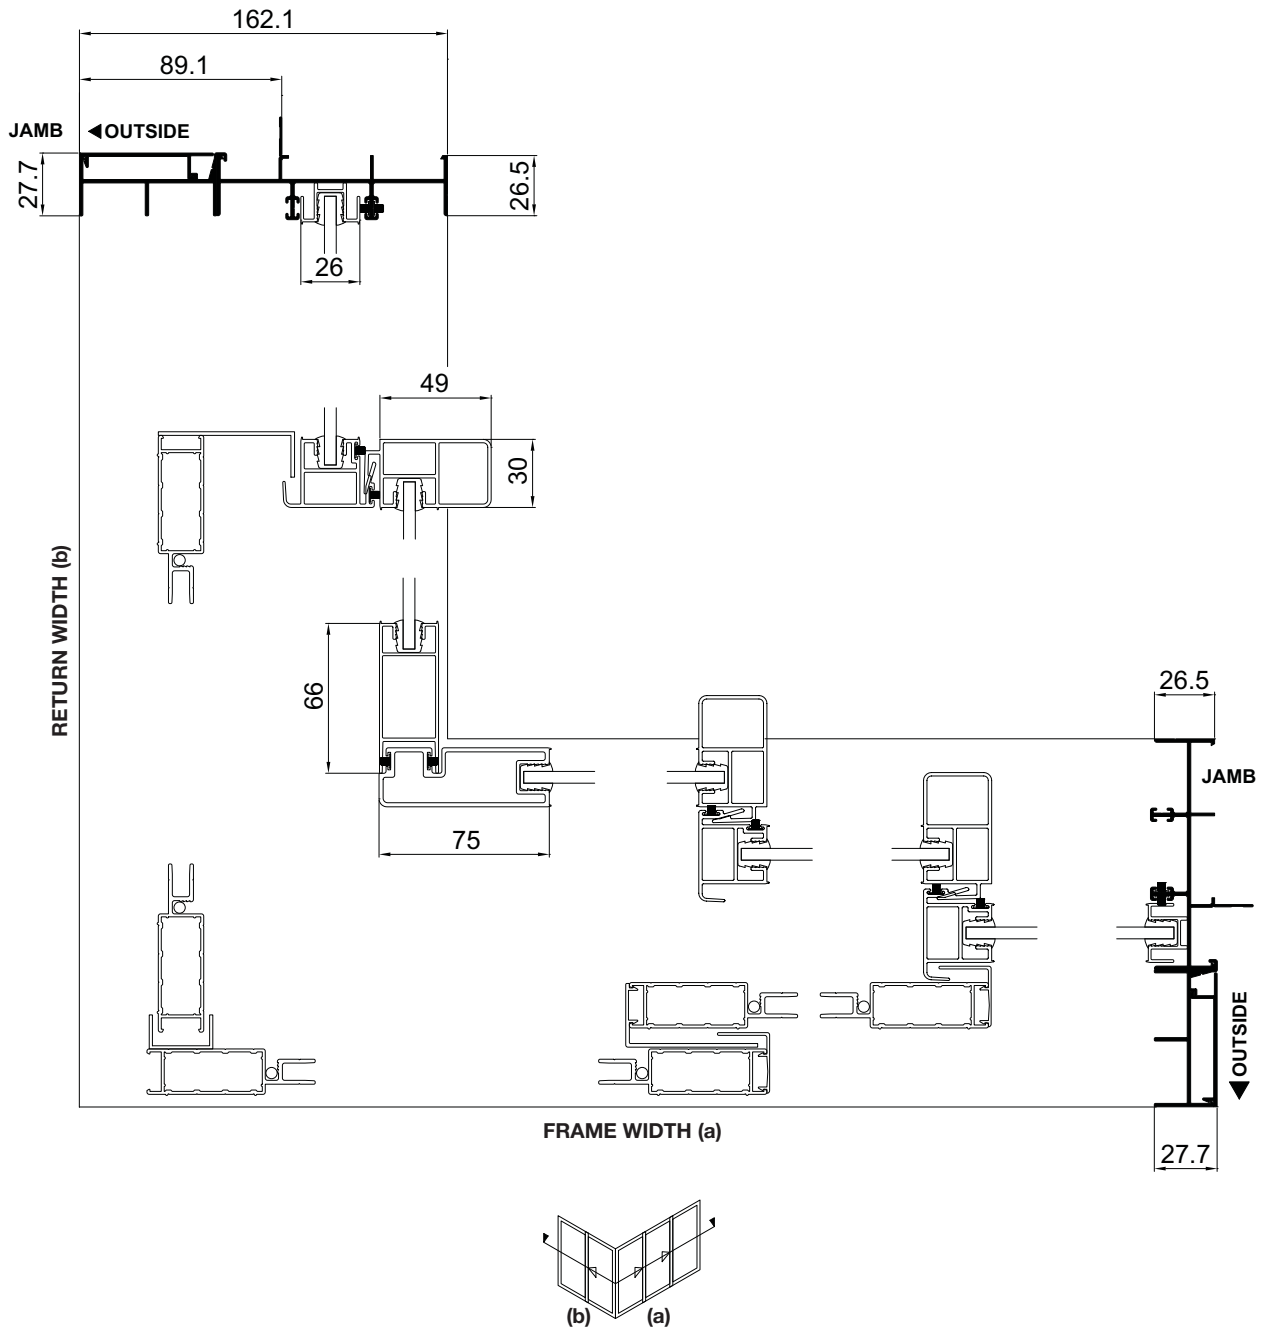 162.1
89.1
JAMB
OUTSIDE
27.7
26.5
26
49
30
RETURN WIDTH (b)
66
75
26.5
JAMB
OUTSIDE
FRAME WIDTH (a)
27.7
(b)
(a)